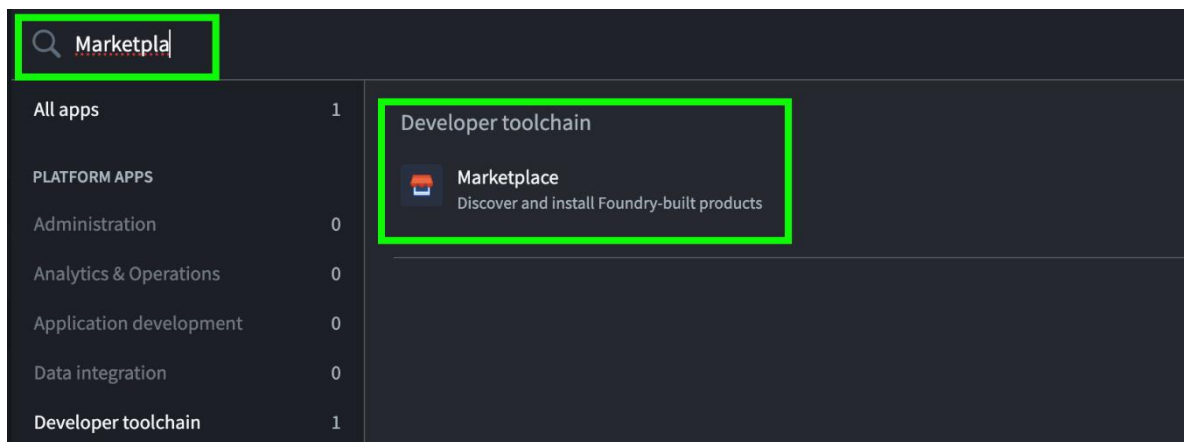 Marketpla
All apps 1
PLATFORM APPS
Administration 0
Analytics & Operations 0
Application development 0
Data integration 0
Developer toolchain 1
Developer toolchain
Marketplace
Discover and install Foundry-built products